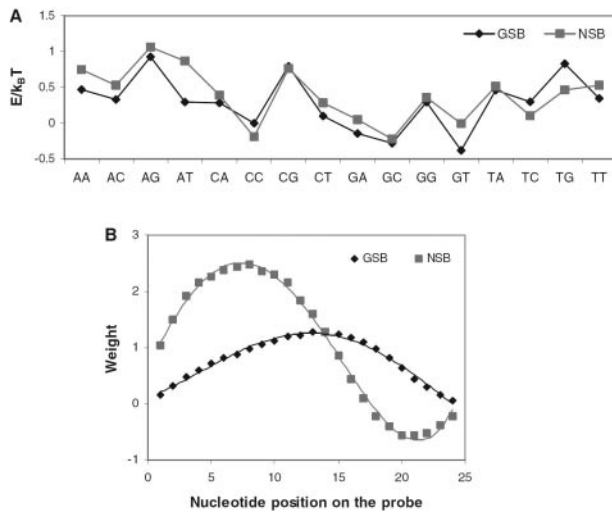 A
E/kBT
GSB NSB
1.5
1
0.5
0
-0.5
AA AC AG AT CA CC CG CT GA GC GG GT TA TC TG TT
B
Weight
GSB NSB
3
2
1
0
-1
0 5 10 15 20 25
Nucleotide position on the probe